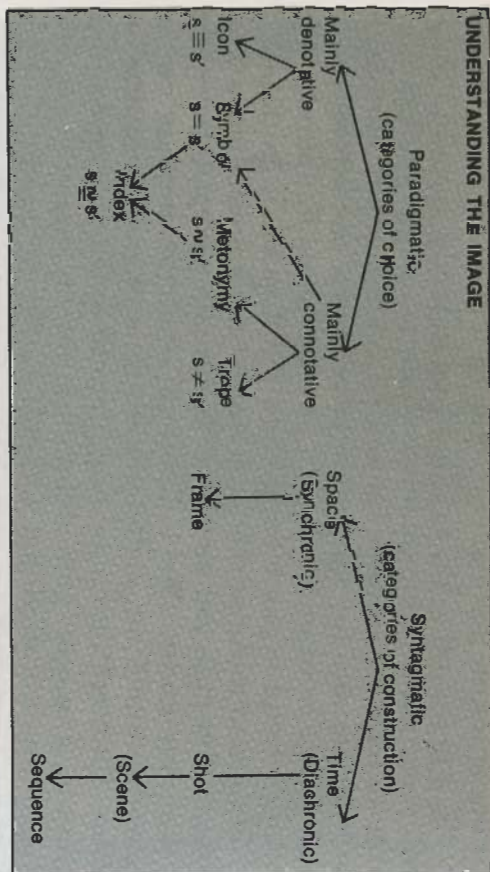 UNDERSTANDING THE IMAGE
Paradigmatic
(categories of choice)
Mainly
denotative
Mainly
connotative
Icon
s ≡ s'
Symbol
s = s'
Metonymy
s ~ s'
Trope
s ≠ s'
Index
s ≅ s'
Syntagmatic
(categories of construction)
Space
(Synchronic)
Time
(Diachronic)
Frame
Shot
(Scene)
Sequence